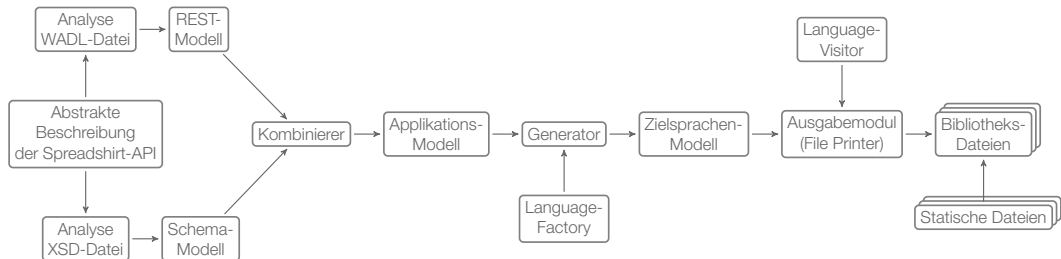 Analyse
WADL-Datei
REST-
Modell
Language-
Visitor
Abstrakte
Beschreibung
der Spreadshirt-API
Kombinierer
Applikations-
Modell
Generator
Zielsprachen-
Modell
Ausgabemodul
(File Printer)
Bibliotheks-
Dateien
Analyse
XSD-Datei
Schema-
Modell
Language-
Factory
Statische Dateien